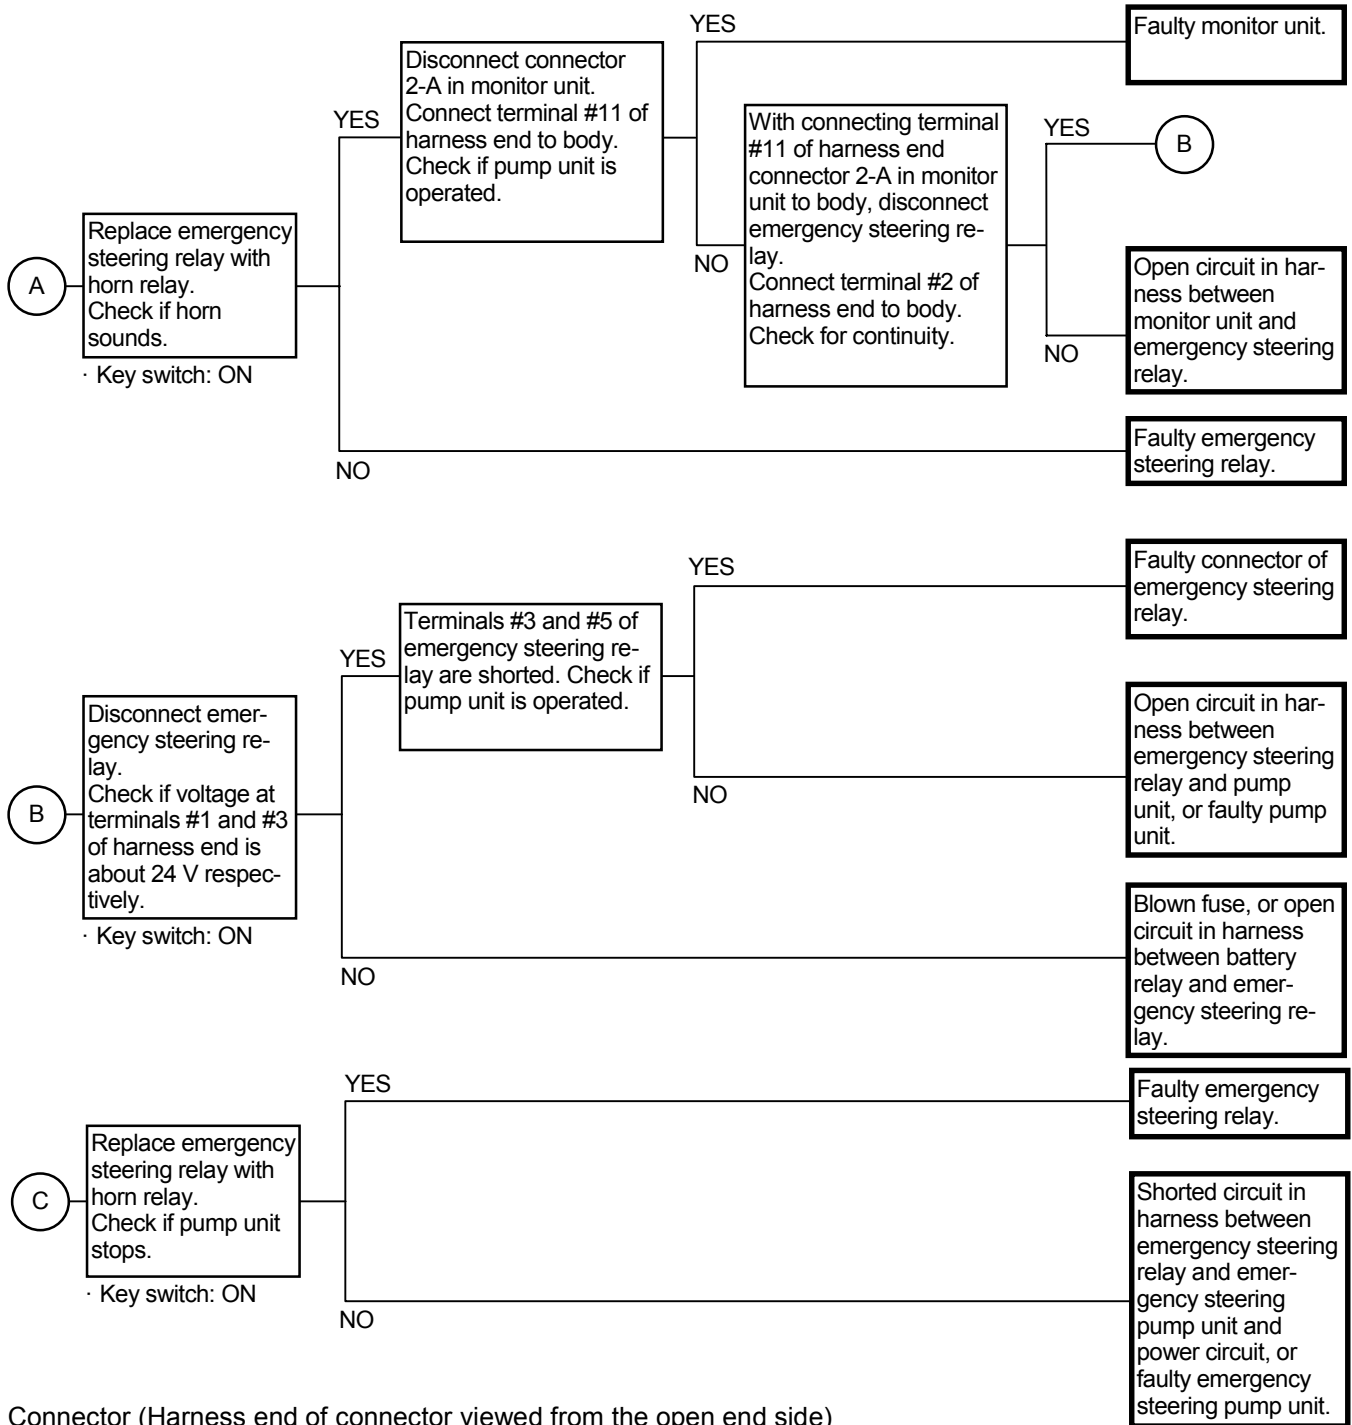 YES
Faulty monitor unit.
Disconnect connector
2-A in monitor unit.
Connect terminal #11 of
harness end to body.
Check if pump unit is
operated.
YES
With connecting terminal
#11 of harness end
connector 2-A in monitor
unit to body, disconnect
emergency steering re-
lay.
Connect terminal #2 of
harness end to body.
Check for continuity.
YES
B
NO
Replace emergency
steering relay with
horn relay.
Check if horn
sounds.
A
· Key switch: ON
Open circuit in har-
ness between
monitor unit and
emergency steering
relay.
NO
Faulty emergency
steering relay.
NO
YES
Faulty connector of
emergency steering
relay.
Terminals #3 and #5 of
emergency steering re-
lay are shorted. Check if
pump unit is operated.
YES
Disconnect emer-
gency steering re-
lay.
Check if voltage at
terminals #1 and #3
of harness end is
about 24 V respec-
tively.
B
· Key switch: ON
Open circuit in har-
ness between
emergency steering
relay and pump
unit, or faulty pump
unit.
NO
Blown fuse, or open
circuit in harness
between battery
relay and emer-
gency steering re-
lay.
NO
YES
Faulty emergency
steering relay.
Replace emergency
steering relay with
horn relay.
Check if pump unit
stops.
C
· Key switch: ON
Shorted circuit in
harness between
emergency steering
relay and emer-
gency steering
pump unit and
power circuit, or
faulty emergency
steering pump unit.
NO
Connector (Harness end of connector viewed from the open end side)